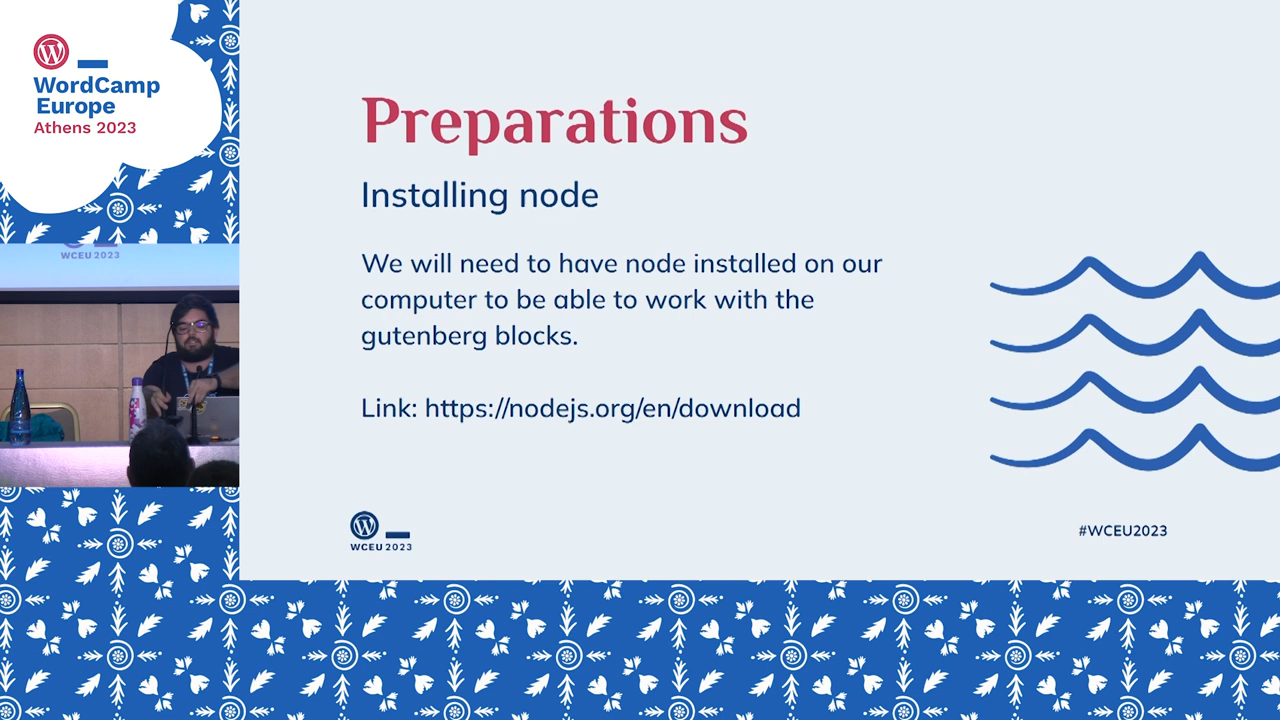 WordCamp
Europe
Athens 2023
WCEU 2023
Preparations
Installing node
We will need to have node installed on our
computer to be able to work with the
gutenberg blocks.
Link: https://nodejs.org/en/download
WCEU 2023
#WCEU2023